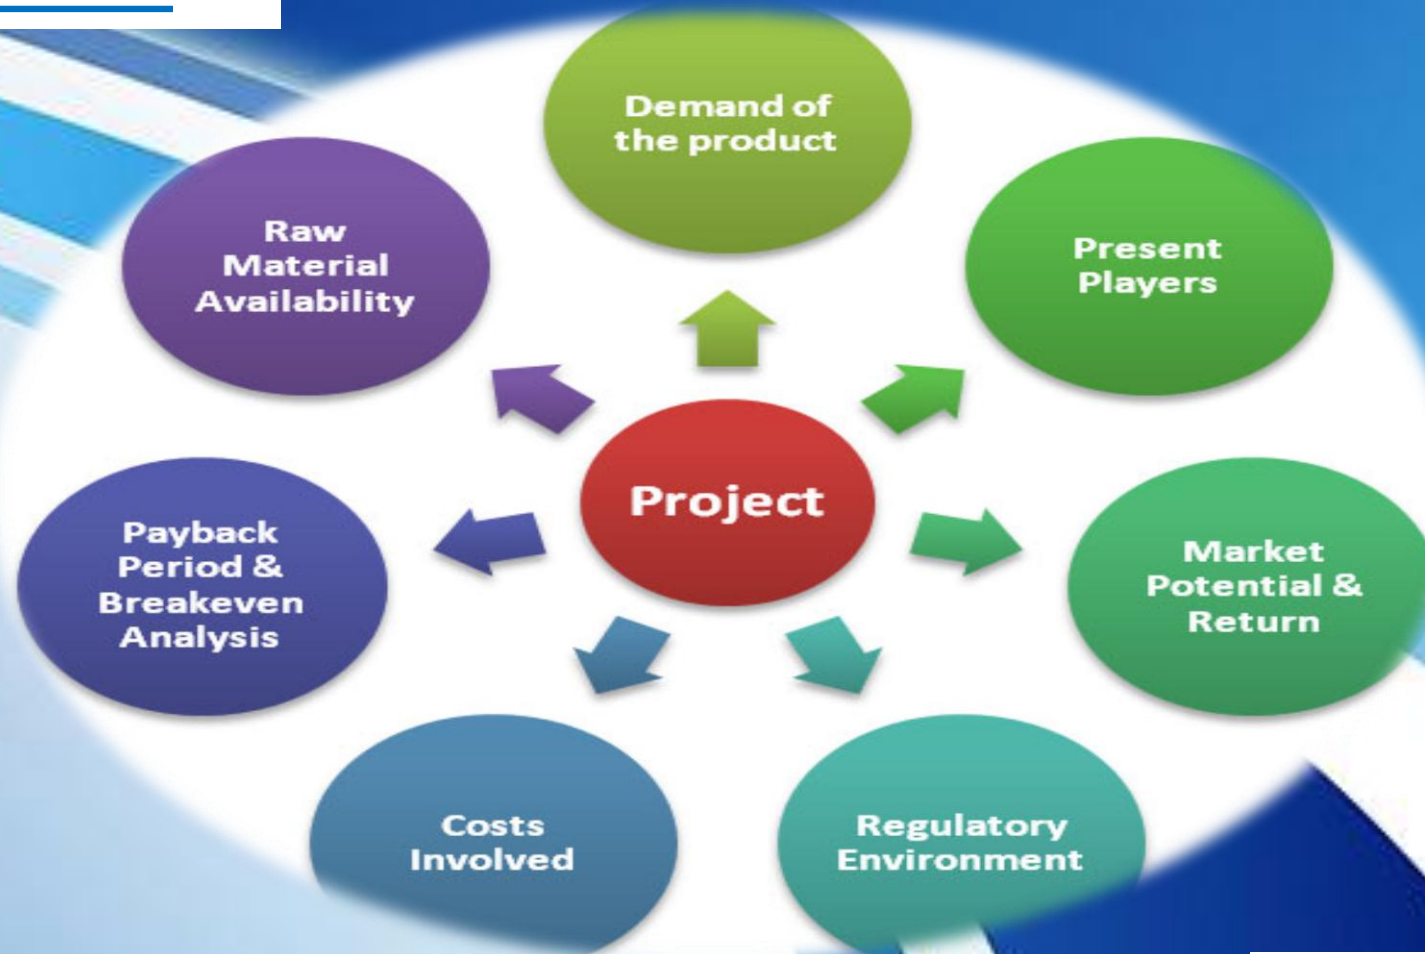 Demand of
the product
Present
Players
Market
Potential &
Return
Regulatory
Environment
Costs
Involved
Payback
Period &
Breakeven
Analysis
Raw
Material
Availability
Project